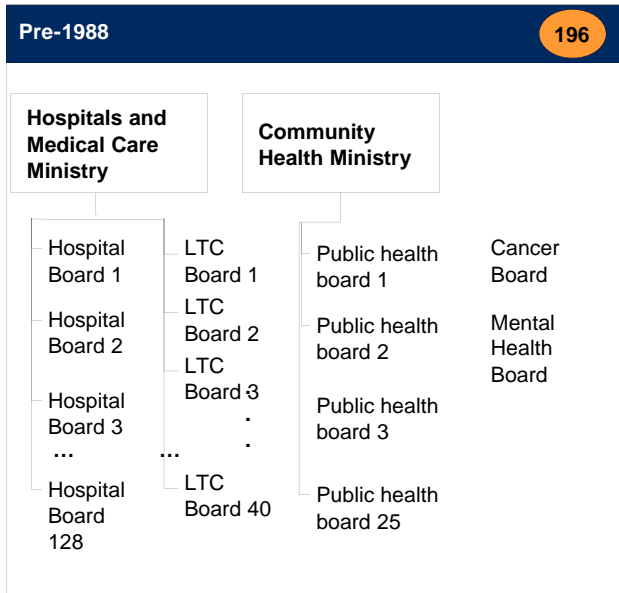 Pre-1988
196
Hospitals and
Medical Care
Ministry
Community
Health Ministry
Hospital
Board 1
Hospital
Board 2
Hospital
Board 3
...
Hospital
Board
128
LTC
Board 1
LTC
Board 2
LTC
Board 3
.
.
.
...
LTC
Board 40
Public health
board 1
Public health
board 2
Public health
board 3
Public health
board 25
Cancer
Board
Mental
Health
Board